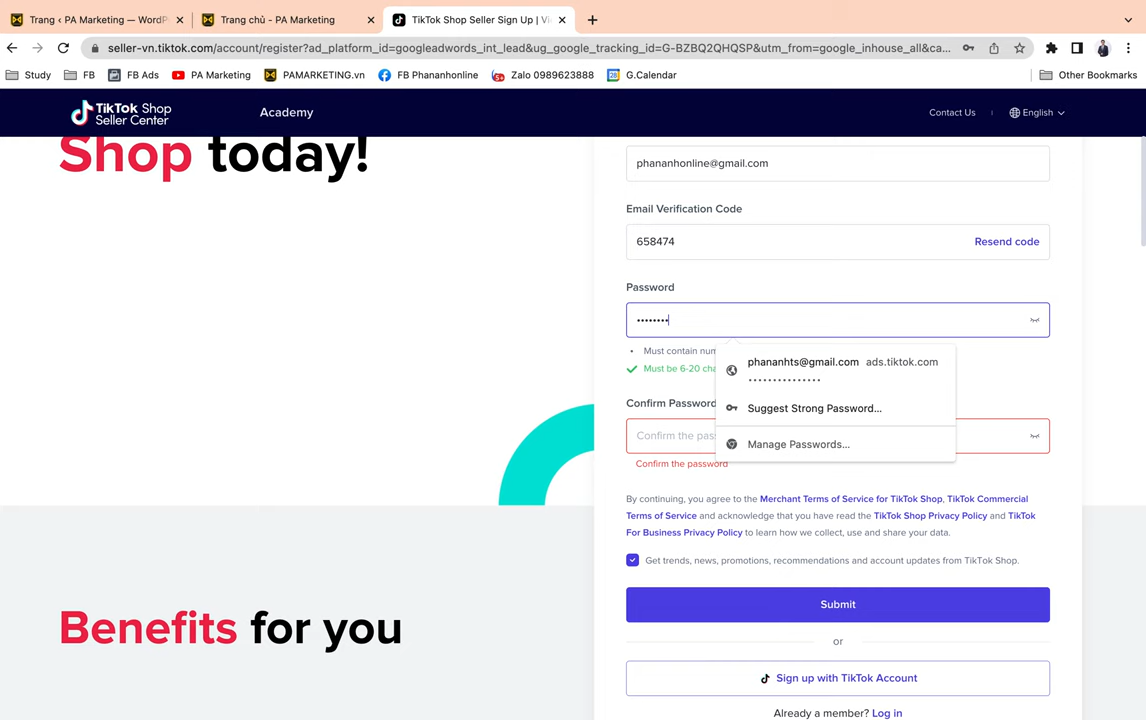 Trang ‹ PA Marketing — WordP
Trang chủ - PA Marketing
TikTok Shop Seller Sign Up | Vi
seller-vn.tiktok.com/account/register?ad_platform_id=googleadwords_int_lead&ug_google_tracking_id=G-BZBQ2QHQSP&utm_from=google_inhouse_all&ca...
Study
FB
FB Ads
PA Marketing
PAMARKETING.vn
FB Phananhonline
Zalo 0989623888
G.Calendar
Other Bookmarks
TikTok Shop
Seller Center
Academy
Contact Us
English
Shop today!
phananhonline@gmail.com
Email Verification Code
658474
Resend code
Password
••••••••
Must contain num
Must be 6-20 cha
phananhts@gmail.com ads.tiktok.com
•••••••••••••••
Suggest Strong Password...
Manage Passwords...
Confirm Password
Confirm the pas
Confirm the password
By continuing, you agree to the Merchant Terms of Service for TikTok Shop, TikTok Commercial
Terms of Service and acknowledge that you have read the TikTok Shop Privacy Policy and TikTok
For Business Privacy Policy to learn how we collect, use and share your data.
Get trends, news, promotions, recommendations and account updates from TikTok Shop.
Submit
or
Sign up with TikTok Account
Already a member? Log in
Benefits for you